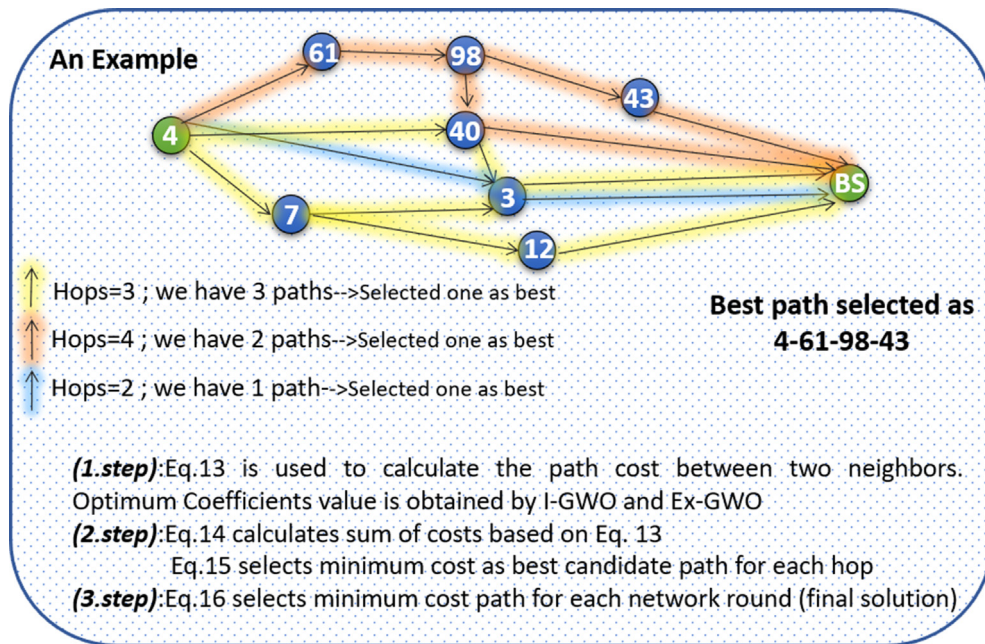 An Example
61
98
43
4
40
BS
3
7
12
Hops=3 ; we have 3 paths-->Selected one as best
Hops=4 ; we have 2 paths-->Selected one as best
Hops=2 ; we have 1 path-->Selected one as best
Best path selected as
4-61-98-43
(1.step):Eq.13 is used to calculate the path cost between two neighbors.
Optimum Coefficients value is obtained by I-GWO and Ex-GWO
(2.step):Eq.14 calculates sum of costs based on Eq. 13
Eq.15 selects minimum cost as best candidate path for each hop
(3.step):Eq.16 selects minimum cost path for each network round (final solution)